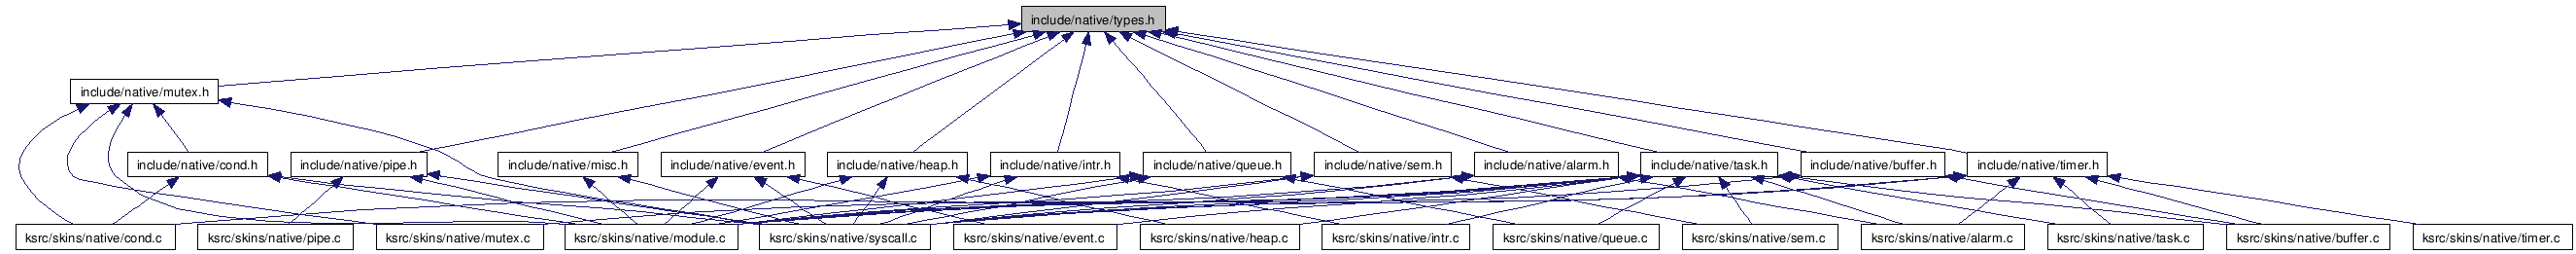 include/native/types.h
include/native/mutex.h
include/native/cond.h
include/native/pipe.h
include/native/misc.h
include/native/event.h
include/native/heap.h
include/native/intr.h
include/native/queue.h
include/native/sem.h
include/native/alarm.h
include/native/task.h
include/native/buffer.h
include/native/timer.h
ksrc/skins/native/cond.c
ksrc/skins/native/pipe.c
ksrc/skins/native/mutex.c
ksrc/skins/native/module.c
ksrc/skins/native/syscall.c
ksrc/skins/native/event.c
ksrc/skins/native/heap.c
ksrc/skins/native/intr.c
ksrc/skins/native/queue.c
ksrc/skins/native/sem.c
ksrc/skins/native/alarm.c
ksrc/skins/native/task.c
ksrc/skins/native/buffer.c
ksrc/skins/native/timer.c